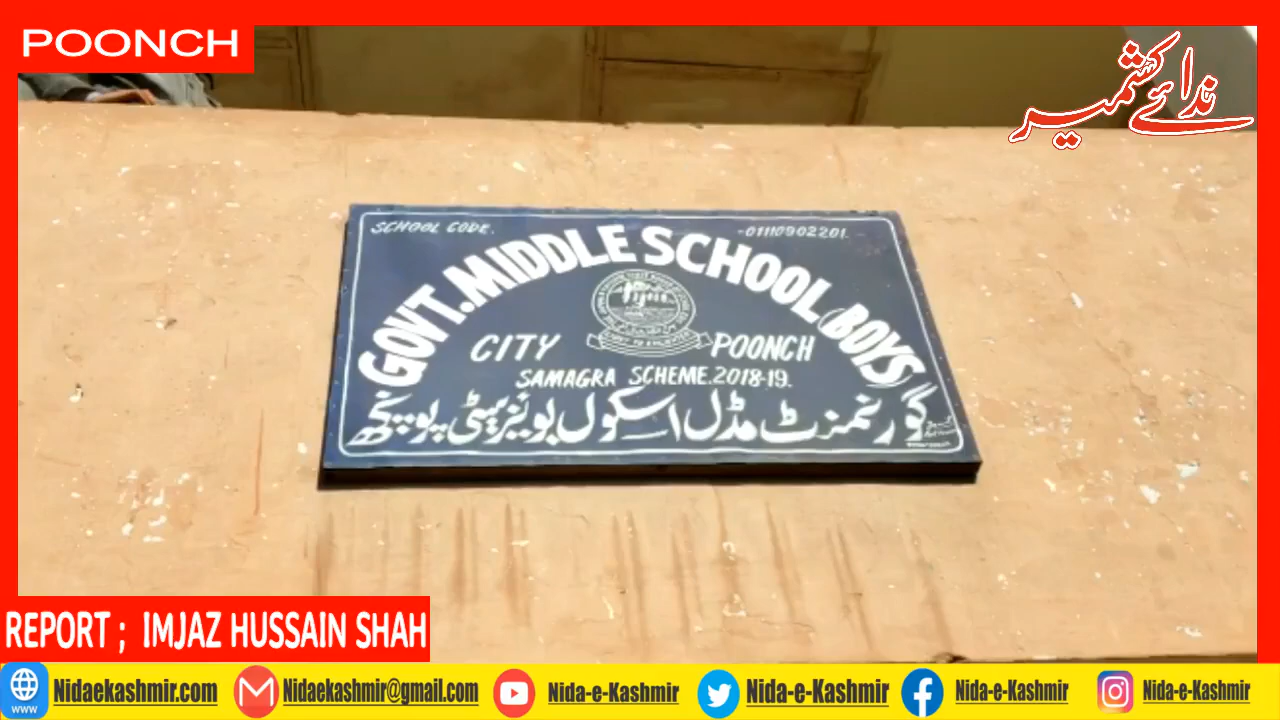 POONCH
ندائے کشمیر
SCHOOL CODE. -01110902201.
GOVT. MIDDLE SCHOOL (BOYS)
CITY POONCH
SAMAGRA SCHEME. 2018-19.
گورنمنٹ مڈل اسکول بویز سٹی پونچھ
REPORT ; IMJAZ HUSSAIN SHAH
www Nidaekashmir.com Nidaekashmir@gmail.com Nida-e-Kashmir Nida-e-Kashmir Nida-e-Kashmir Nida-e-Kashmir